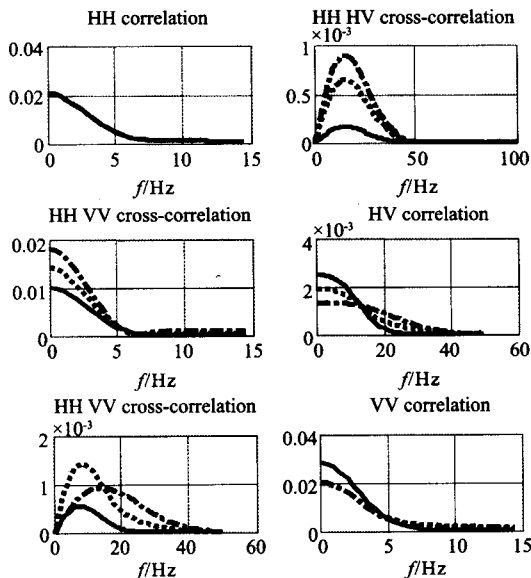 HH correlation
0.04
0.02
0
0 5 10 15
f/Hz
HH HV cross-correlation
×10⁻³
1
0.5
0
0 50 100
f/Hz
HH VV cross-correlation
0.02
0.01
0
0 5 10 15
f/Hz
HV correlation
×10⁻³
4
2
0
0 20 40 60
f/Hz
HH VV cross-correlation
×10⁻³
2
1
0
0 20 40 60
f/Hz
VV correlation
0.04
0.02
0
0 5 10 15
f/Hz